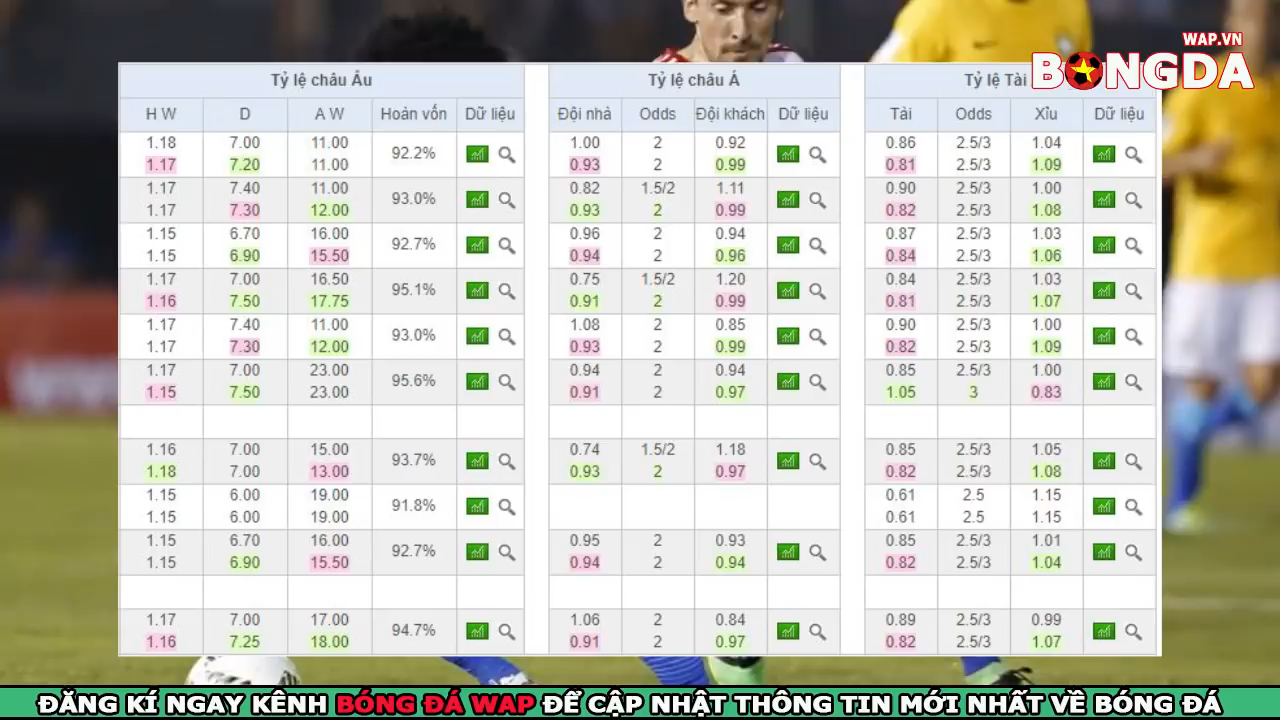 WAP.VN
BONGDA
Tỷ lệ châu Âu Tỷ lệ châu Á Tỷ lệ Tài
H W D A W Hoàn vốn Dữ liệu Đội nhà Odds Đội khách Dữ liệu Tài Odds Xỉu Dữ liệu
1.18 7.00 11.00 92.2% 1.00 2 0.92 0.86 2.5/3 1.04
1.17 7.20 11.00 0.93 2 0.99 0.81 2.5/3 1.09
1.17 7.40 11.00 93.0% 0.82 1.5/2 1.11 0.90 2.5/3 1.00
1.17 7.30 12.00 0.93 2 0.99 0.82 2.5/3 1.08
1.15 6.70 16.00 92.7% 0.96 2 0.94 0.87 2.5/3 1.03
1.15 6.90 15.50 0.94 2 0.96 0.84 2.5/3 1.06
1.17 7.00 16.50 95.1% 0.75 1.5/2 1.20 0.84 2.5/3 1.03
1.16 7.50 17.75 0.91 2 0.99 0.81 2.5/3 1.07
1.17 7.40 11.00 93.0% 1.08 2 0.85 0.90 2.5/3 1.00
1.17 7.30 12.00 0.93 2 0.99 0.82 2.5/3 1.09
1.17 7.00 23.00 95.6% 0.94 2 0.94 0.85 2.5/3 1.00
1.15 7.50 23.00 0.91 2 0.97 1.05 3 0.83
1.16 7.00 15.00 93.7% 0.74 1.5/2 1.18 0.85 2.5/3 1.05
1.18 7.00 13.00 0.93 2 0.97 0.82 2.5/3 1.08
1.15 6.00 19.00 91.8% 0.61 2.5 1.15
1.15 6.00 19.00 0.61 2.5 1.15
1.15 6.70 16.00 92.7% 0.95 2 0.93 0.85 2.5/3 1.01
1.15 6.90 15.50 0.94 2 0.94 0.82 2.5/3 1.04
1.17 7.00 17.00 94.7% 1.06 2 0.84 0.89 2.5/3 0.99
1.16 7.25 18.00 0.91 2 0.97 0.82 2.5/3 1.07
ĐĂNG KÍ NGAY KÊNH BÓNG ĐÁ WAP ĐỂ CẬP NHẬT THÔNG TIN MỚI NHẤT VỀ BÓNG ĐÁ